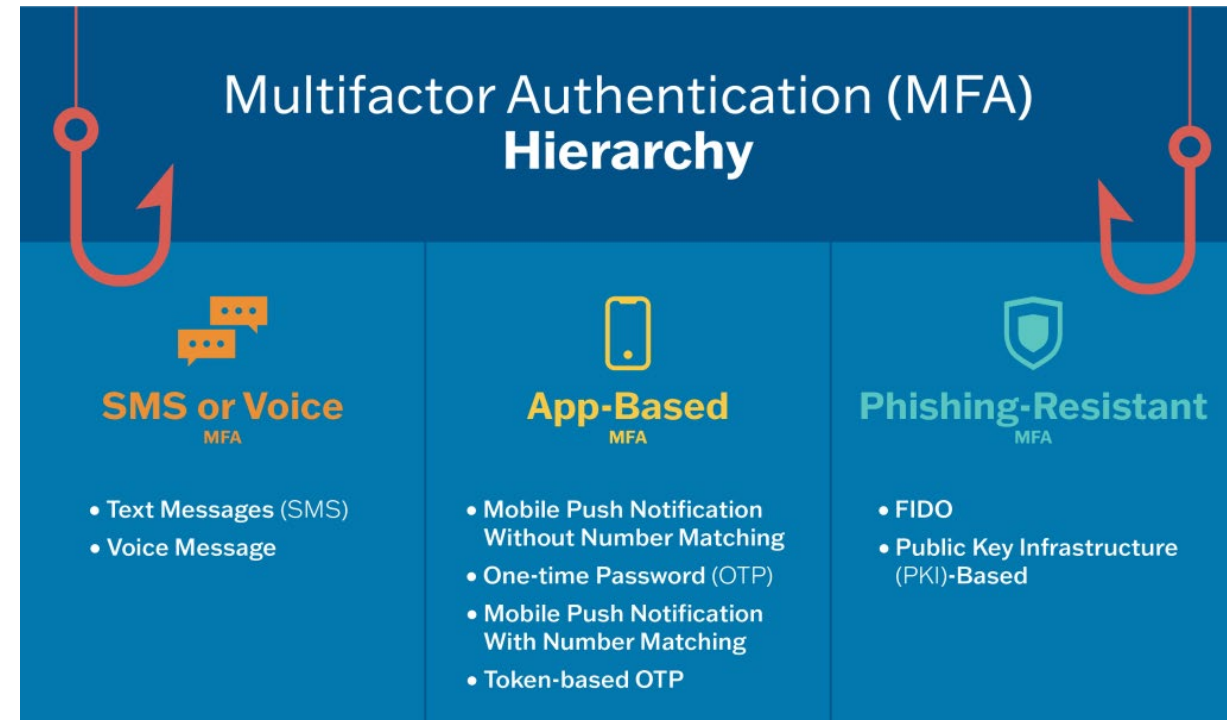 Multifactor Authentication (MFA)
Hierarchy
SMS or Voice
MFA
• Text Messages (SMS)
• Voice Message
App-Based
MFA
• Mobile Push Notification
Without Number Matching
• One-time Password (OTP)
• Mobile Push Notification
With Number Matching
• Token-based OTP
Phishing-Resistant
MFA
• FIDO
• Public Key Infrastructure
(PKI)-Based